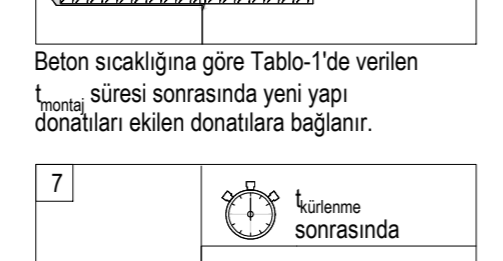 Beton sıcaklığına göre Tablo-1'de verilen
tmontaj süresi sonrasında yeni yapı
donatıları ekilen donatılara bağlanır.
7
tkürlenme
sonrasında